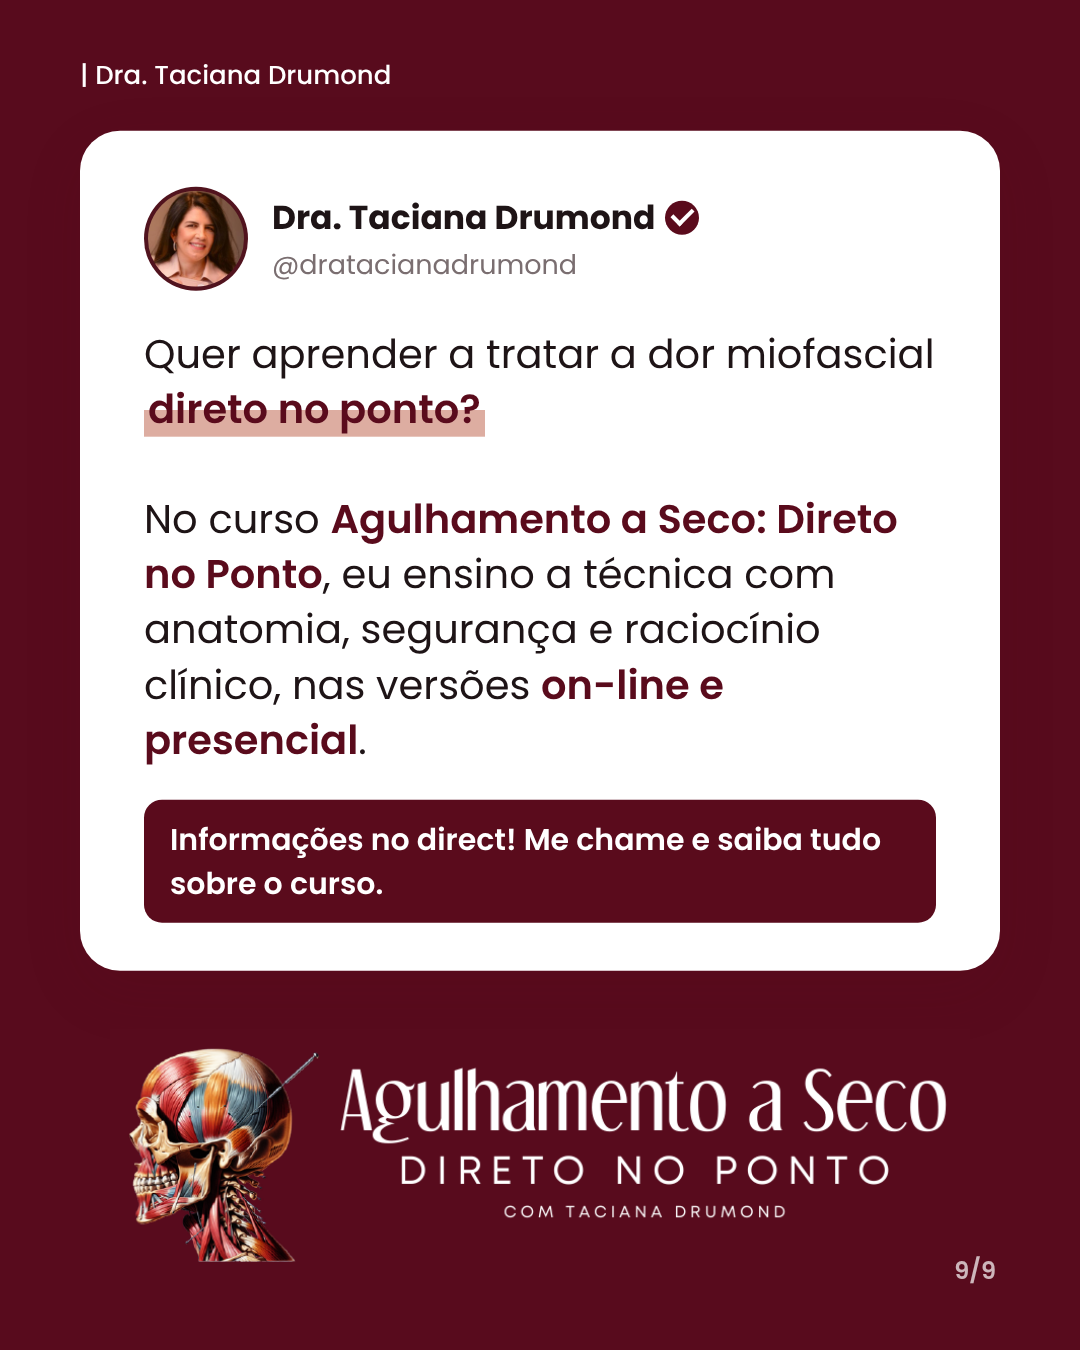 | Dra. Taciana Drumond
Dra. Taciana Drumond
@dratacianadrumond
Quer aprender a tratar a dor miofascial
direto no ponto?
No curso Agulhamento a Seco: Direto
no Ponto, eu ensino a técnica com
anatomia, segurança e raciocínio
clínico, nas versões on-line e
presencial.
Informações no direct! Me chame e saiba tudo
sobre o curso.
Agulhamento a Seco
DIRETO NO PONTO
COM TACIANA DRUMOND
9/9